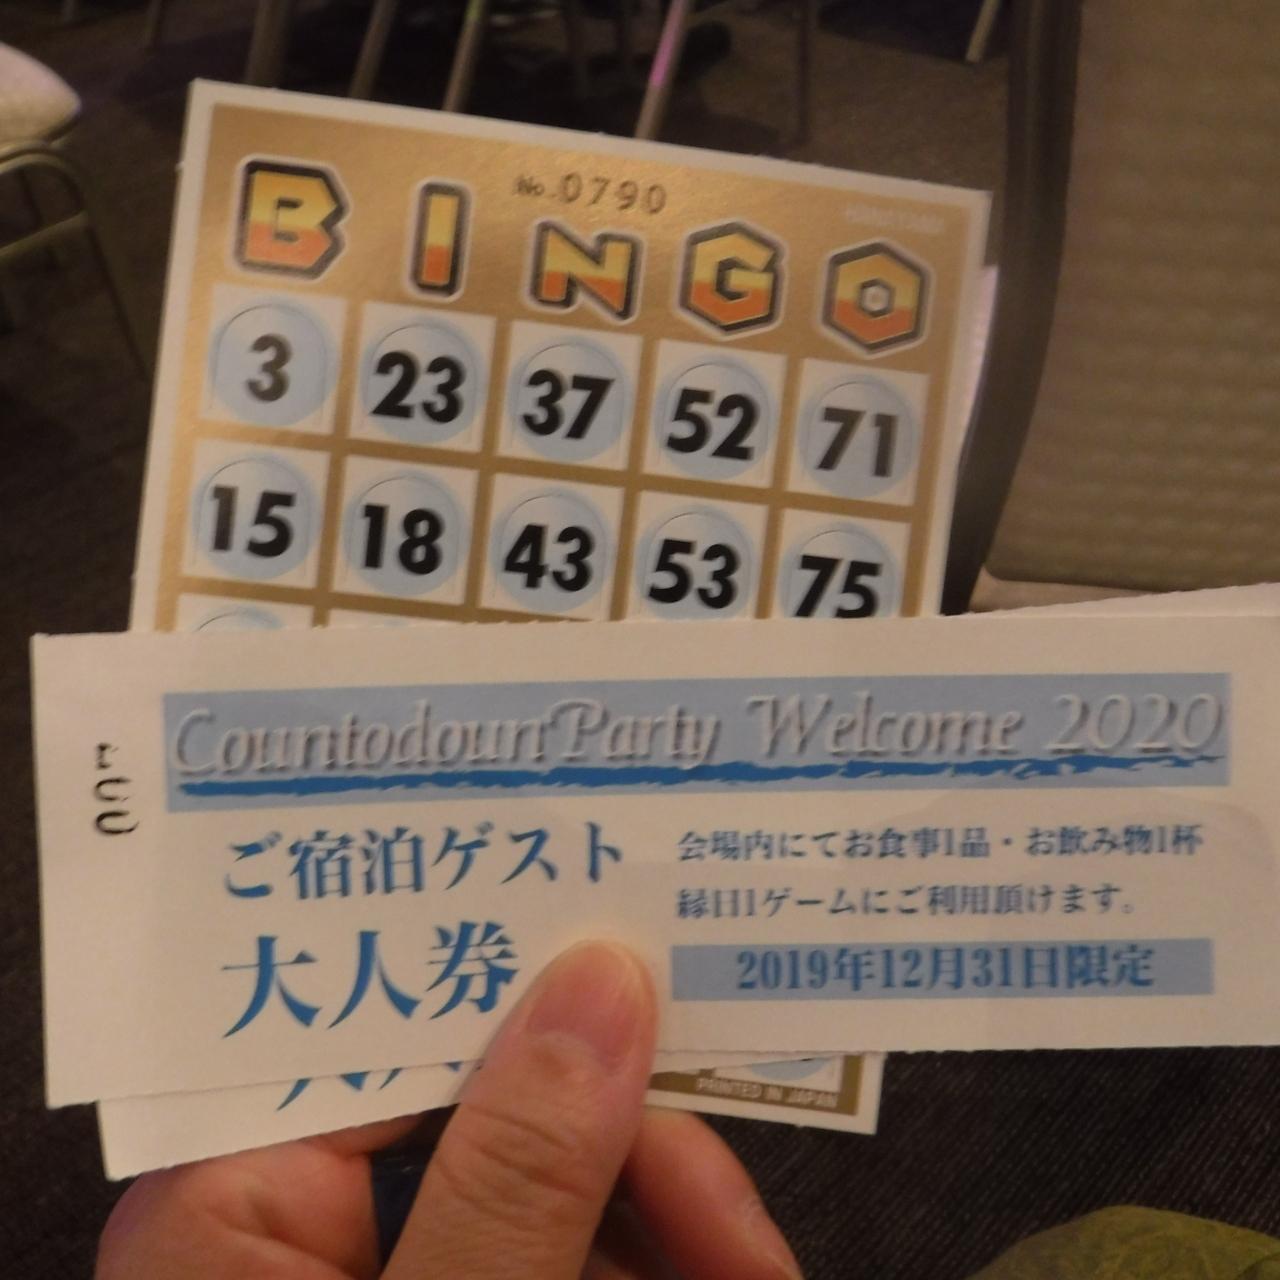 No.0790
BINGO
3 23 37 52 71
15 18 43 53 75
CountodounParty Welcome 2020
ご宿泊ゲスト
大人券
会場内にてお食事1品・お飲み物1杯
縁日1ゲームにご利用頂けます。
2019年12月31日限定
PRINTED IN JAPAN